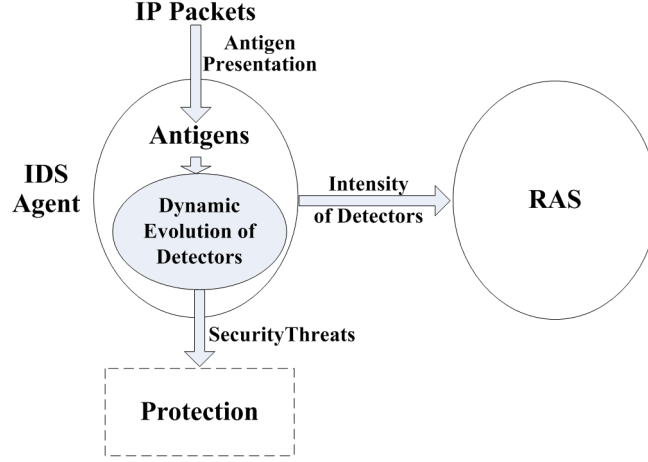 IP Packets
Antigen
Presentation
Antigens
IDS
Agent
Dynamic
Evolution of
Detectors
Intensity
of Detectors
RAS
SecurityThreats
Protection